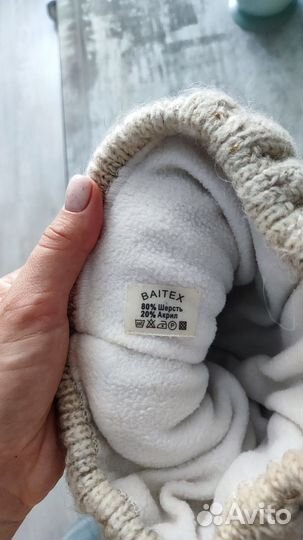 BAITEX
80% Шерсть
20% Акрил
Avito